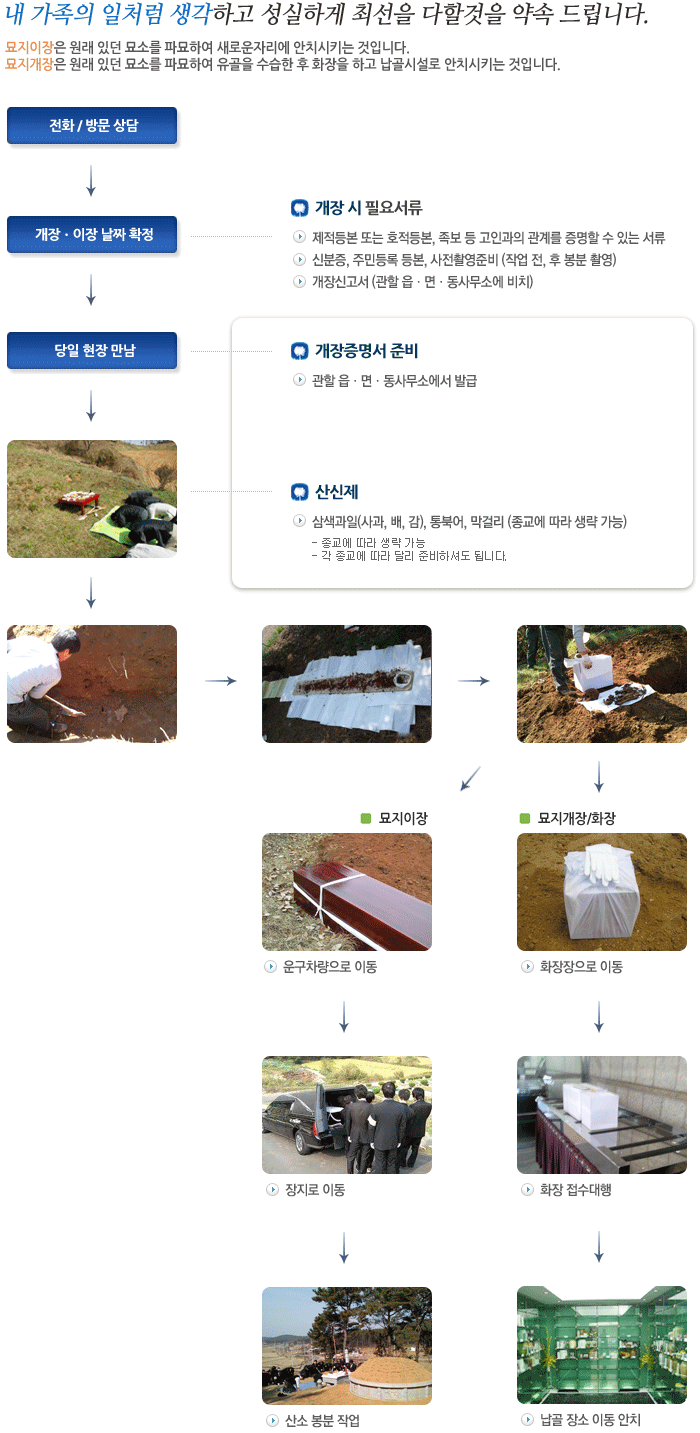 내 가족의 일처럼 생각하고 성실하게 최선을 다할것을 약속 드립니다.
묘지이장은 원래 있던 묘소를 파묘하여 새로운자리에 안치시키는 것입니다.
묘지개장은 원래 있던 묘소를 파묘하여 유골을 수습한 후 화장을 하고 납골시설로 안치시키는 것입니다.
전화 / 방문 상담
개장 · 이장 날짜 확정
개장 시 필요서류
제적등본 또는 호적등본, 족보 등 고인과의 관계를 증명할 수 있는 서류
신분증, 주민등록 등본, 사전촬영준비 (작업 전, 후 봉분 촬영)
개장신고서 (관할 읍 · 면 · 동사무소에 비치)
당일 현장 만남
개장증명서 준비
관할 읍 · 면 · 동사무소에서 발급
산신제
삼색과일(사과, 배, 감), 통북어, 막걸리 (종교에 따라 생략 가능)
- 종교에 따라 생략 가능
- 각 종교에 따라 달리 준비하셔도 됩니다.
묘지이장
묘지개장/화장
운구차량으로 이동
화장장으로 이동
장지로 이동
화장 접수대행
산소 봉분 작업
납골 장소 이동 안치